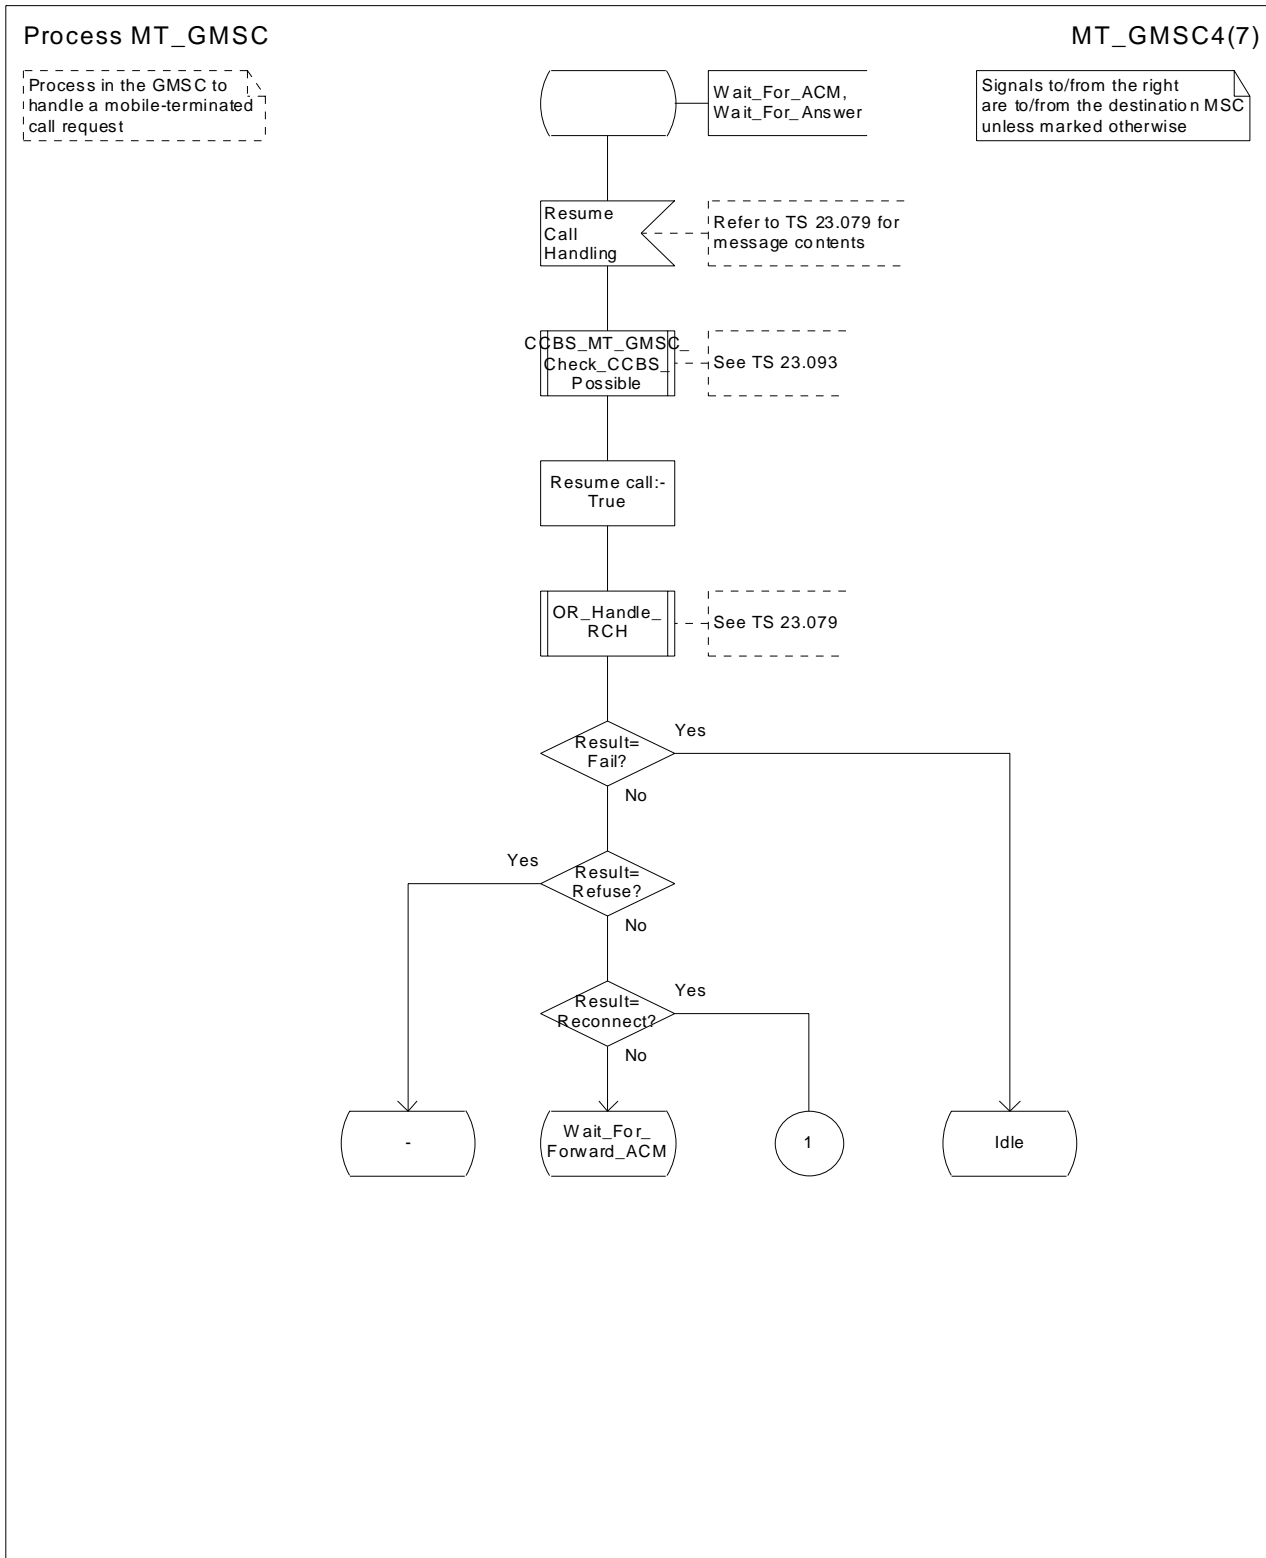 Process MT_GMSC
MT_GMSC4(7)
Process in the GMSC to
handle a mobile-terminated
call request
Wait_For_ACM,
Wait_For_Answer
Signals to/from the right
are to/from the destination MSC
unless marked otherwise
Resume
Call
Handling
Refer to TS 23.079 for
message contents
CCBS_MT_GMSC_
Check_CCBS_
Possible
See TS 23.093
Resume call:-
True
OR_Handle_
RCH
See TS 23.079
Result=
Fail?
Yes
No
Result=
Refuse?
Yes
No
Result=
Reconnect?
Yes
No
-
Wait_For_
Forward_ACM
1
Idle